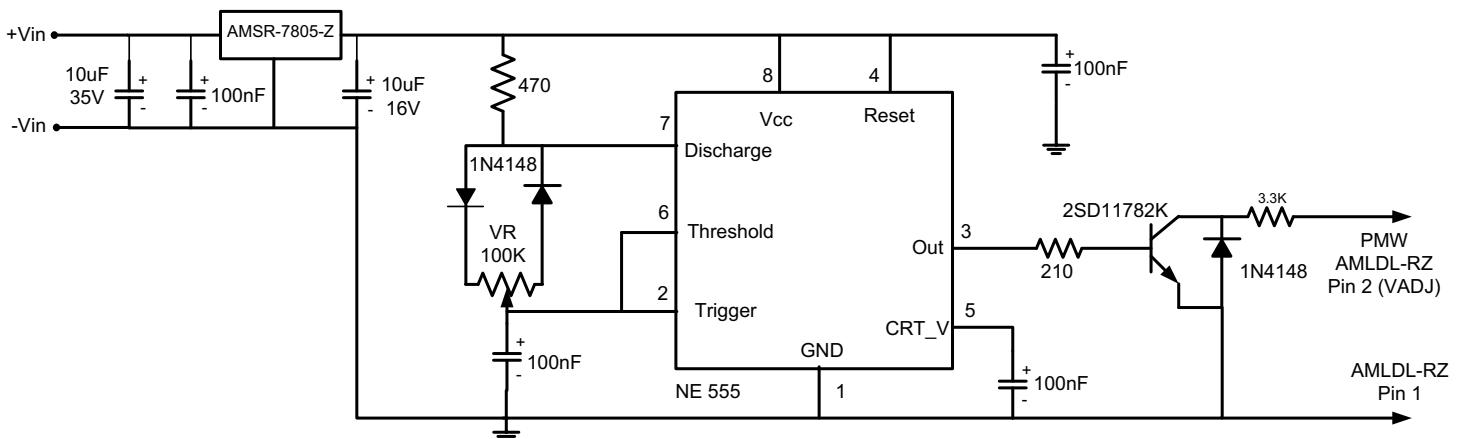 +Vin
AMSR-7805-Z
10uF
35V
+
-
+
-
100nF
+
-
10uF
16V
-Vin
470
1N4148
VR
100K
+
-
100nF
7
6
2
8
4
Vcc
Reset
Discharge
Threshold
Trigger
Out
CRT_V
GND
NE 555
1
3
5
+
-
100nF
210
+
-
100nF
2SD11782K
3.3K
1N4148
PMW
AMLDL-RZ
Pin 2 (VADJ)
AMLDL-RZ
Pin 1